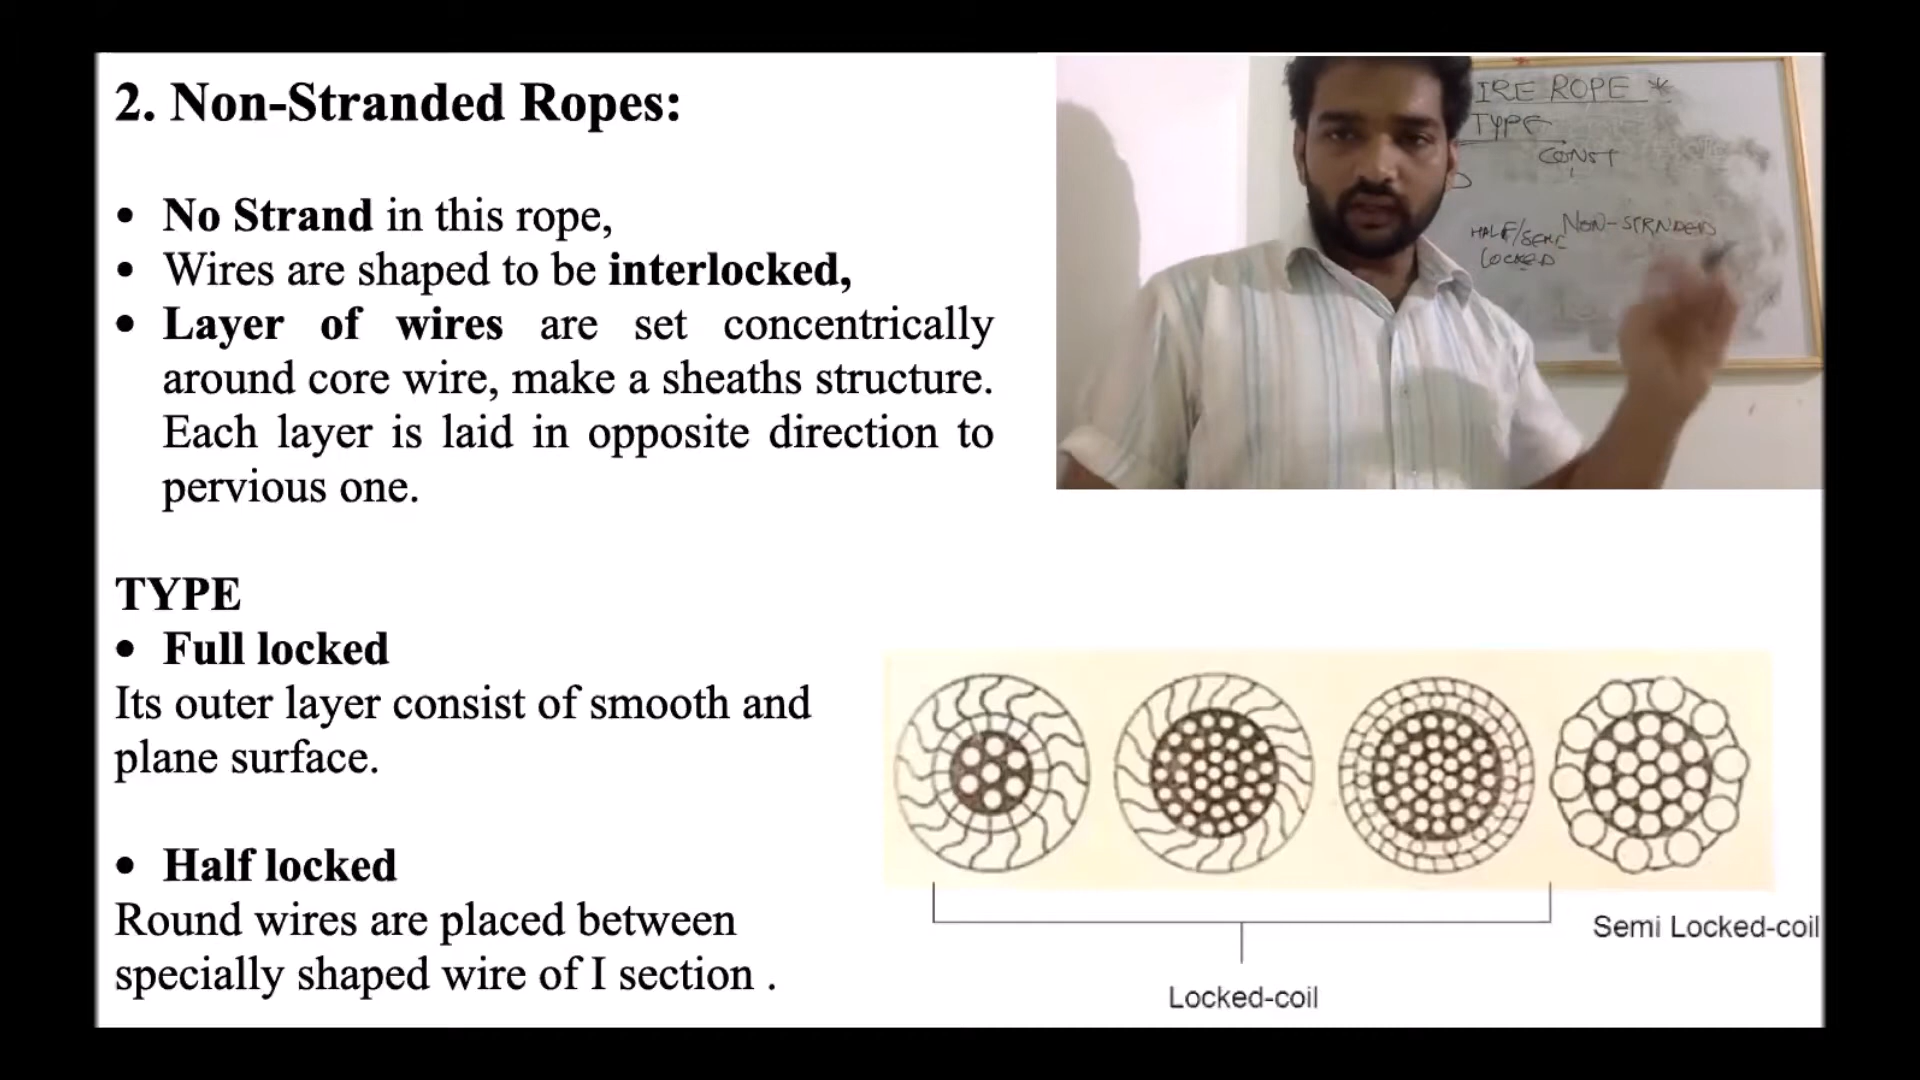 2. Non-Stranded Ropes:
• No Strand in this rope,
• Wires are shaped to be interlocked,
• Layer of wires are set concentrically
around core wire, make a sheaths structure.
Each layer is laid in opposite direction to
pervious one.
TYPE
• Full locked
Its outer layer consist of smooth and
plane surface.
• Half locked
Round wires are placed between
specially shaped wire of I section .
IRE ROPE *
TYPE
CONST
D
NON-STRNDED
HALF/SEMI
LOCKED
Semi Locked-coil
Locked-coil